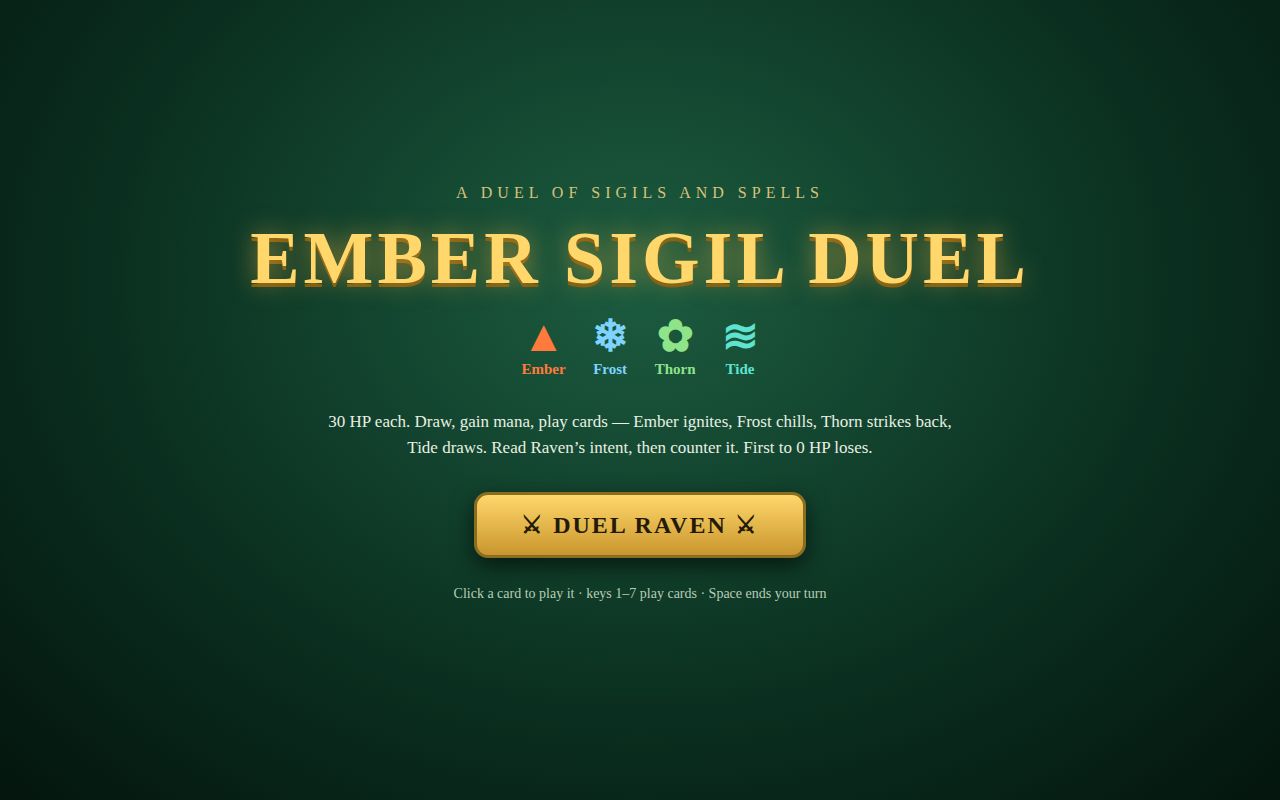 A DUEL OF SIGILS AND SPELLS
EMBER SIGIL DUEL
Ember Frost Thorn Tide
30 HP each. Draw, gain mana, play cards — Ember ignites, Frost chills, Thorn strikes back,
Tide draws. Read Raven’s intent, then counter it. First to 0 HP loses.
⚔ DUEL RAVEN ⚔
Click a card to play it · keys 1–7 play cards · Space ends your turn